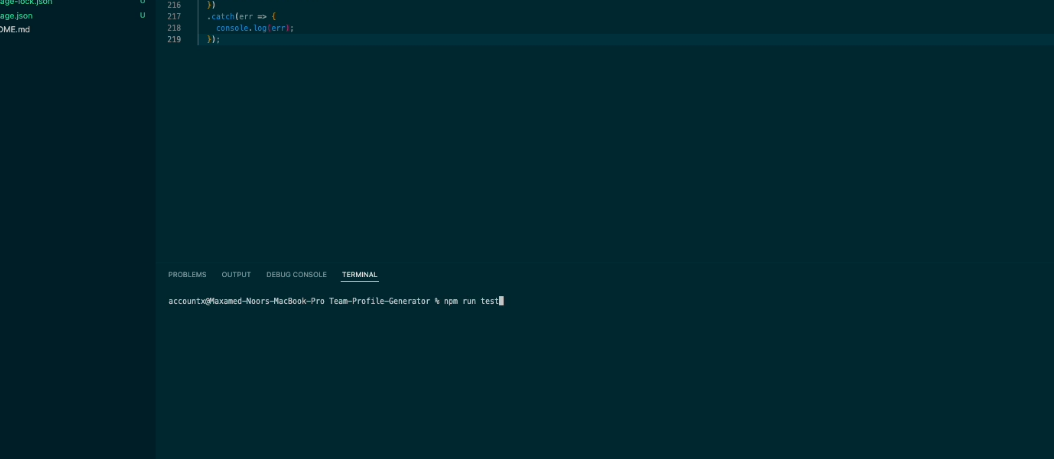 age-lock.json U
age.json U
OME.md
216 })
217 .catch(err => {
218 console.log(err);
219 });
PROBLEMS OUTPUT DEBUG CONSOLE TERMINAL
accountx@Maxamed-Noors-MacBook-Pro Team-Profile-Generator % npm run test